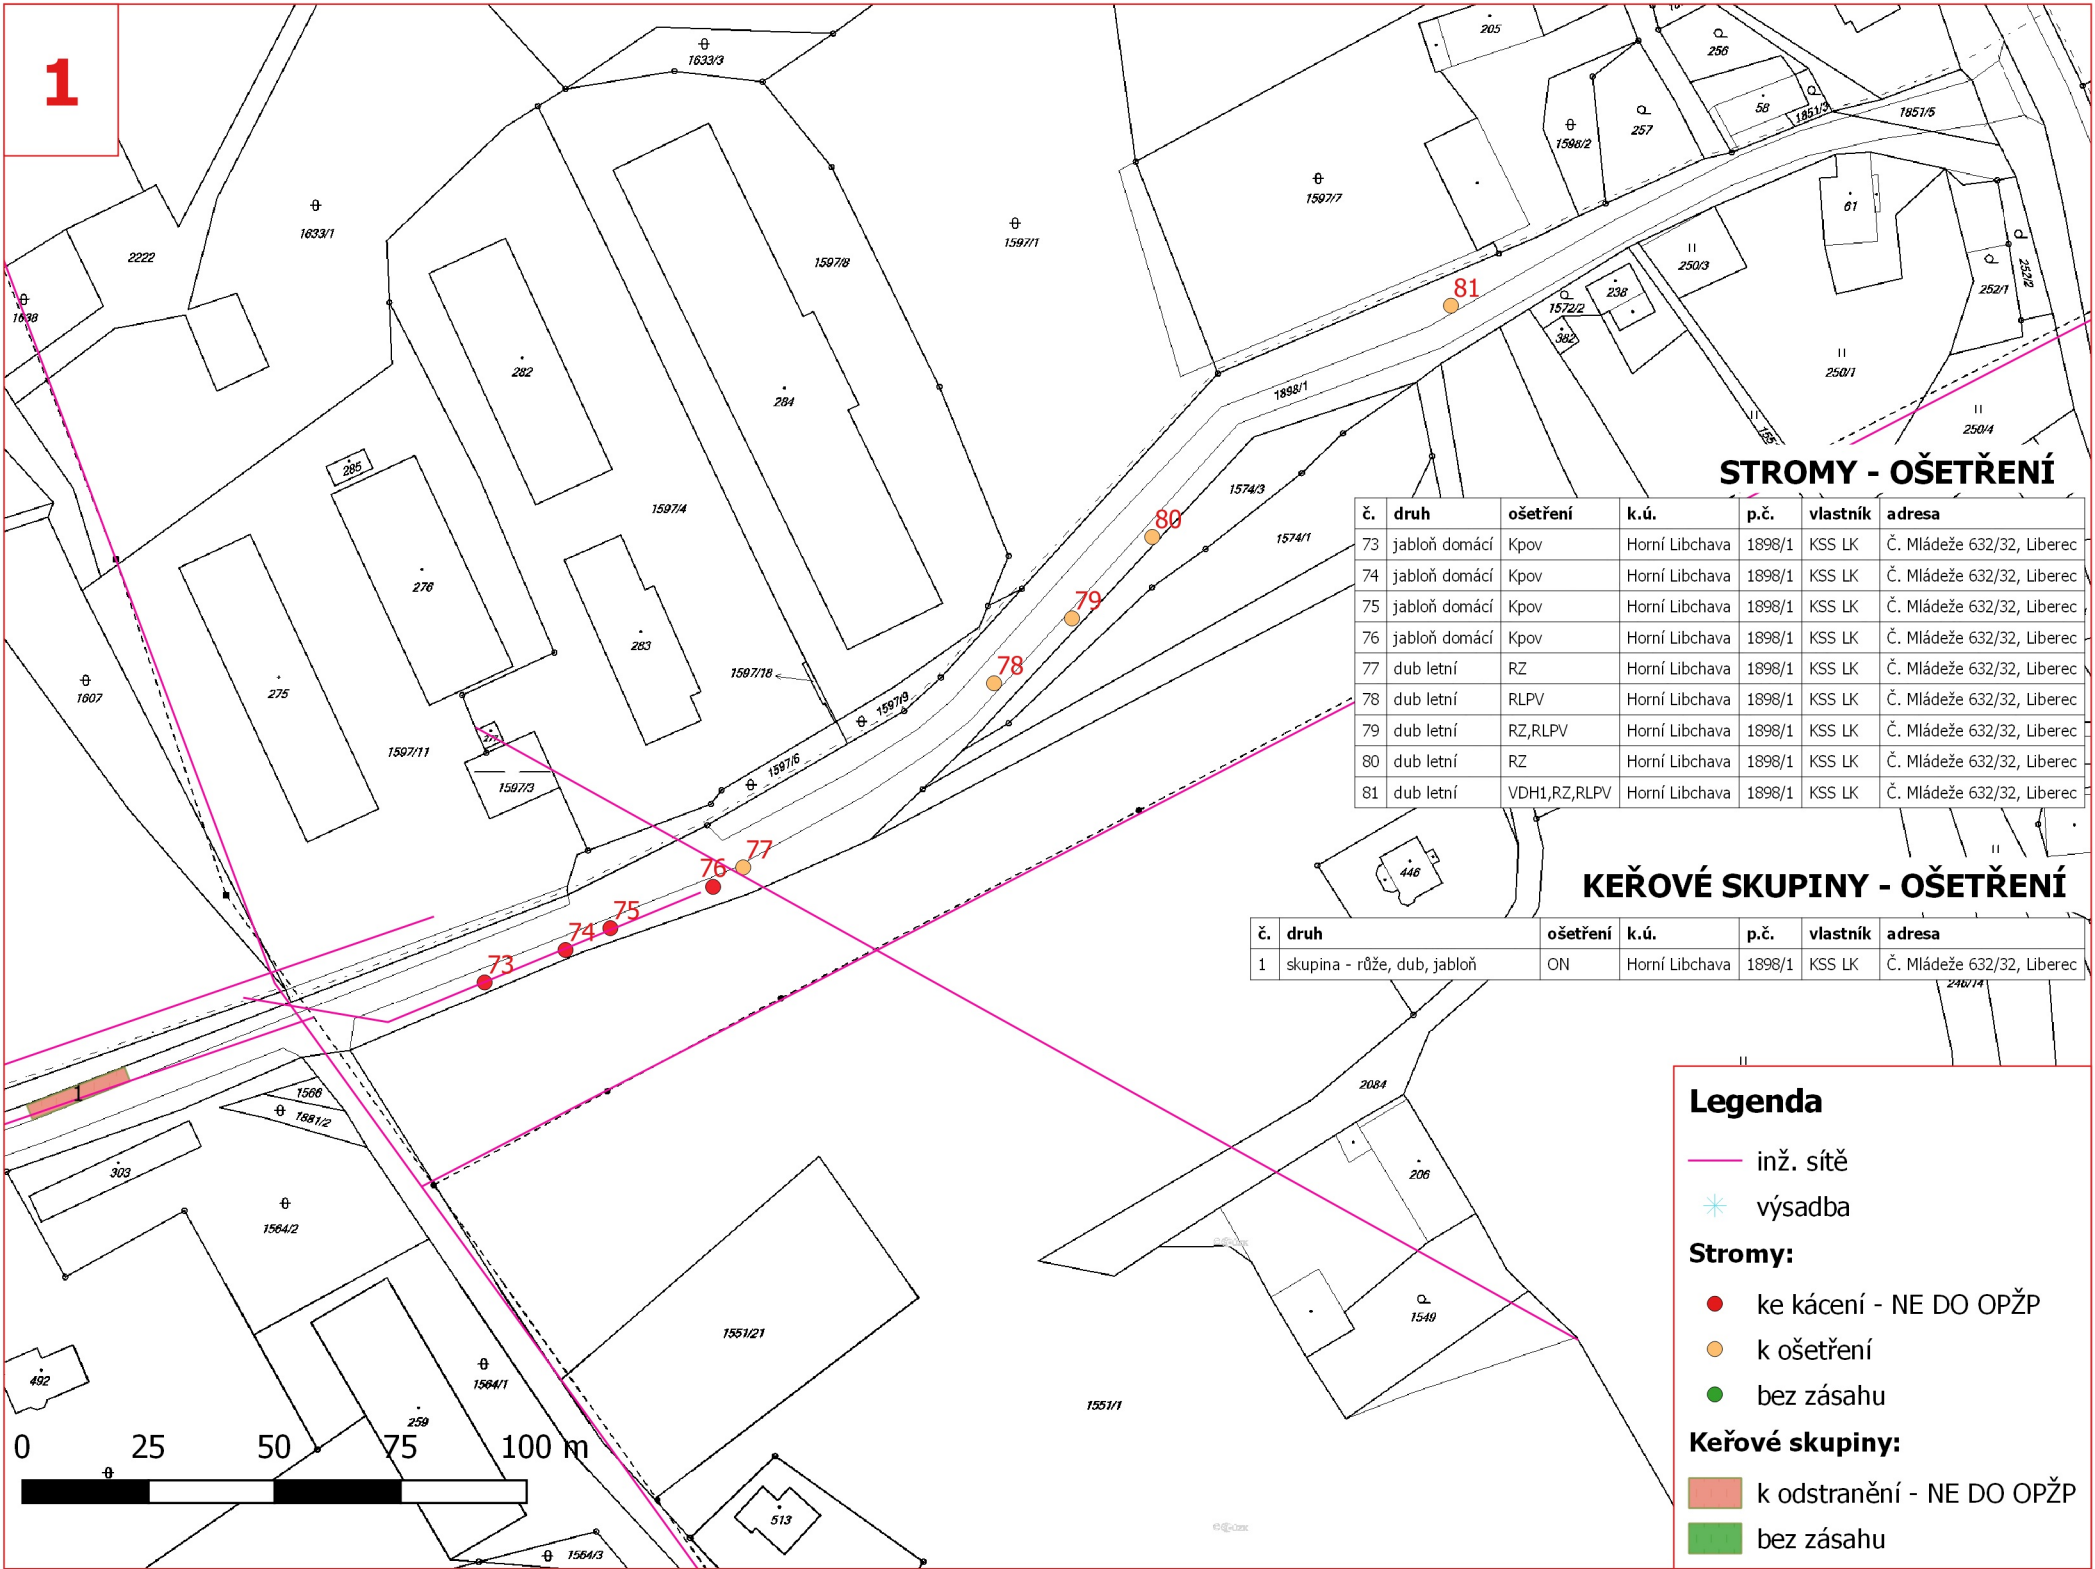 1
1633/3
205
256
58
1851/3
1851/5
257
1598/2
1633/1
2222
1638
1597/8
1597/1
1597/7
61
250/3
238
1572/2
382
252/1
252/2
250/1
250/4
282
284
285
276
1597/4
283
275
1607
1597/11
1597/3
1597/18
1597/9
1597/6
1898/1
1574/3
1574/1
81
80
79
78
77
76
75
74
73
STROMY - OŠETŘENÍ
č. druh ošetření k.ú. p.č. vlastník adresa
73 jabloň domácí Kpov Horní Libchava 1898/1 KSS LK Č. Mládeže 632/32, Liberec
74 jabloň domácí Kpov Horní Libchava 1898/1 KSS LK Č. Mládeže 632/32, Liberec
75 jabloň domácí Kpov Horní Libchava 1898/1 KSS LK Č. Mládeže 632/32, Liberec
76 jabloň domácí Kpov Horní Libchava 1898/1 KSS LK Č. Mládeže 632/32, Liberec
77 dub letní RZ Horní Libchava 1898/1 KSS LK Č. Mládeže 632/32, Liberec
78 dub letní RLPV Horní Libchava 1898/1 KSS LK Č. Mládeže 632/32, Liberec
79 dub letní RZ,RLPV Horní Libchava 1898/1 KSS LK Č. Mládeže 632/32, Liberec
80 dub letní RZ Horní Libchava 1898/1 KSS LK Č. Mládeže 632/32, Liberec
81 dub letní VDH1,RZ,RLPV Horní Libchava 1898/1 KSS LK Č. Mládeže 632/32, Liberec
446
KEŘOVÉ SKUPINY - OŠETŘENÍ
č. druh ošetření k.ú. p.č. vlastník adresa
1 skupina - růže, dub, jabloň ON Horní Libchava 1898/1 KSS LK Č. Mládeže 632/32, Liberec
246/14
1
1566
1881/2
303
1564/2
2084
206
1549
1551/21
1551/1
492
1564/1
259
513
1564/3
0 25 50 75 100 m
Legenda
inž. sítě
výsadba
Stromy:
ke kácení - NE DO OPŽP
k ošetření
bez zásahu
Keřové skupiny:
k odstranění - NE DO OPŽP
bez zásahu